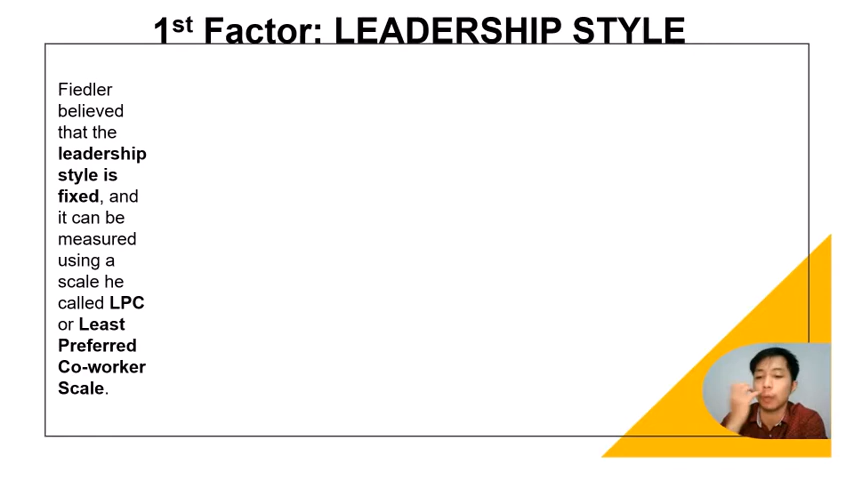 1st Factor: LEADERSHIP STYLE
Fiedler
believed
that the
leadership
style is
fixed, and
it can be
measured
using a
scale he
called LPC
or Least
Preferred
Co-worker
Scale.